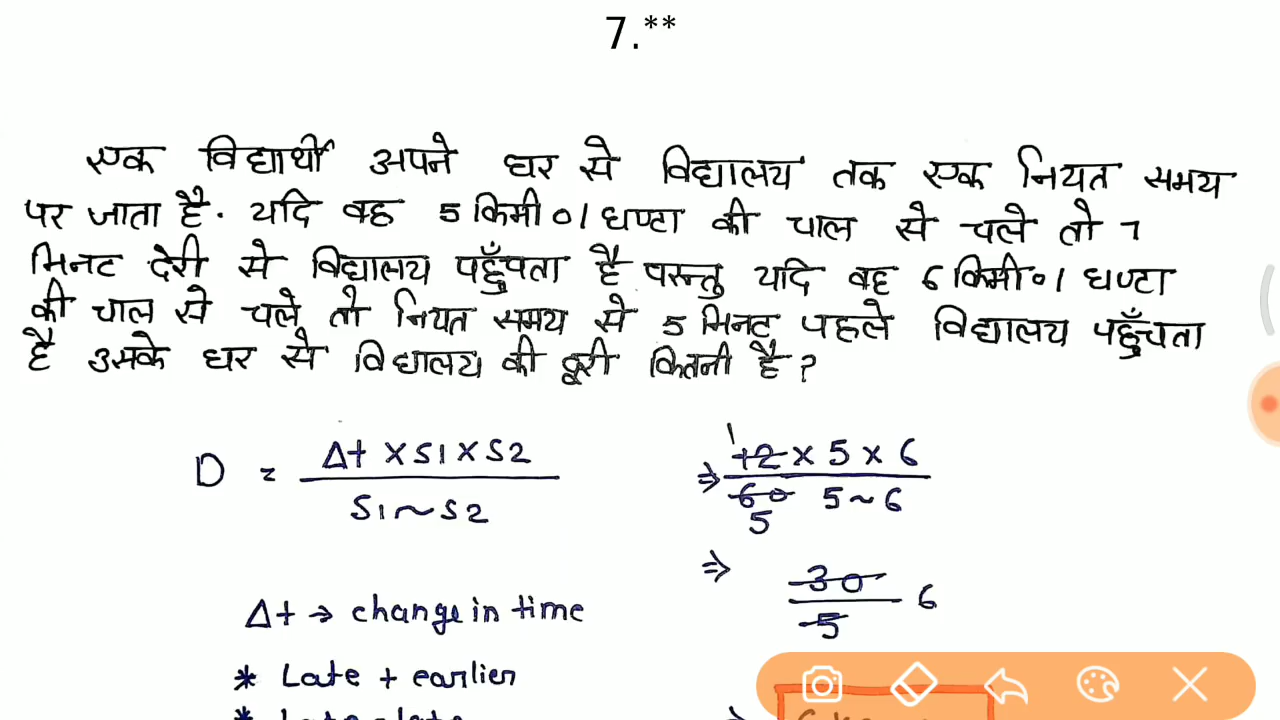 7.**
एक विद्यार्थी अपने घर से विद्यालय तक एक नियत समय
पर जाता है. यदि वह 5 किमी०/घण्टा की चाल से चले तो 7
मिनट देरी से विद्यालय पहुँचता है परन्तु यदि वह 6 किमी०/घण्टा
की चाल से चले तो नियत समय से 5 मिनट पहले विद्यालय पहुँचता
है उसके घर से विद्यालय की दूरी कितनी है?
D = Δt × S1 × S2
S1 ~ S2
⇒ 1 12 × 5 × 6
60 5 ~ 6
5
⇒ 30 6
5
Δt → change in time
* Late + earlier